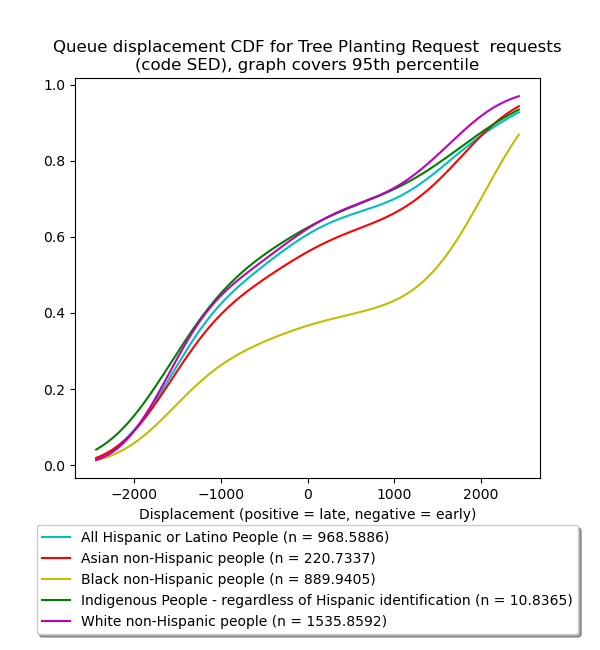 Queue displacement CDF for Tree Planting Request  requests
(code SED), graph covers 95th percentile
1.0
0.8
0.6
0.4
0.2
0.0
−2000 −1000 0 1000 2000
Displacement (positive = late, negative = early)
All Hispanic or Latino People (n = 968.5886)
Asian non-Hispanic people (n = 220.7337)
Black non-Hispanic people (n = 889.9405)
Indigenous People - regardless of Hispanic identification (n = 10.8365)
White non-Hispanic people (n = 1535.8592)